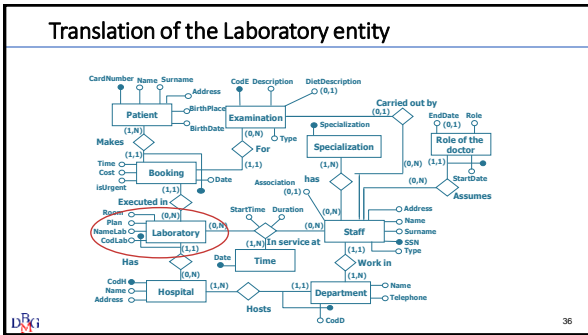 Translation of the Laboratory entity
CardNumber Name Surname
Address
BirthPlace
BirthDate
Patient
(1,N)
Makes
(1,1)
CodE Description DietDescription
(0,1)
Examination
Type
(0,N)
For
(1,1)
Carried out by
Specialization
Specialization
(1,N)
has
(0,N)
EndDate Role
(0,1)
Role of the
doctor
(1,1)
StartDate
(0,N)
Assumes
Time
Cost
isUrgent
Booking
Date
(1,1)
Executed in
(0,N)
Association
(0,1)
Room
Plan
NameLab
CodLab
Laboratory
(0,N)
StartTime Duration
(1,N)
In service at
(0,N)
Staff
Address
Name
Surname
SSN
Type
(1,1)
Has
(0,N)
Date
Time
(1,1)
Work in
(1,N)
CodH
Name
Address
Hospital
(1,N)
Hosts
(1,1)
Department
Name
Telephone
CodD
DBMG
36